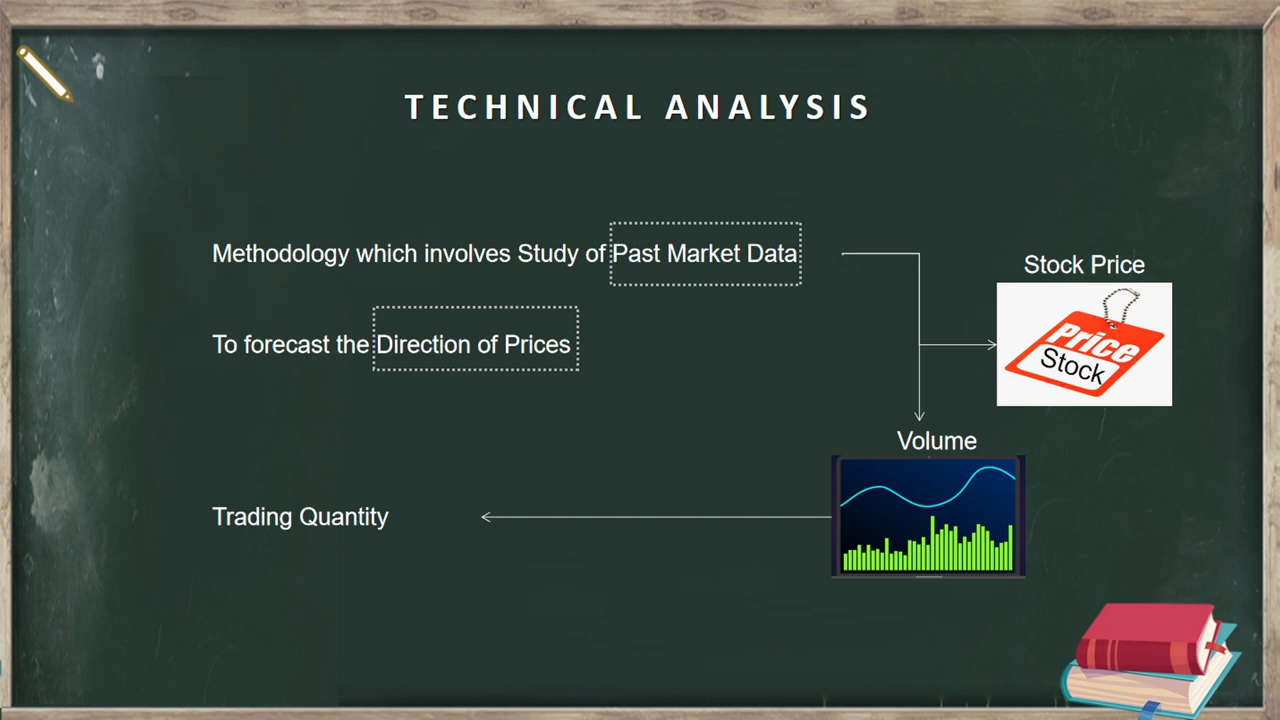 TECHNICAL ANALYSIS
Methodology which involves Study of Past Market Data
Stock Price
Price
Stock
To forecast the Direction of Prices
Volume
Trading Quantity